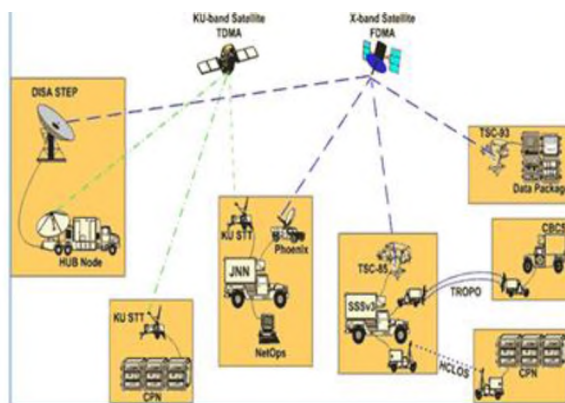 KU-band Satellite
TDMA
X-band Satellite
FDMA
DISA STEP
HUB Node
KU STT
CPN
KU STT
Phoenix
JNN
NetOps
TSC-85
SSSv3
TROPO
HCLOS
TSC-93
Data Package
CBCS
CPN